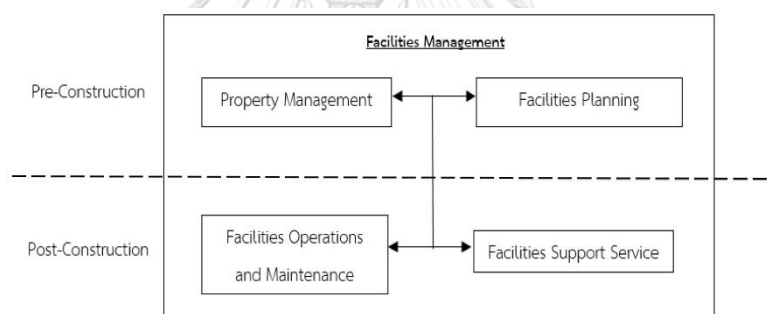 Facilities Management
Pre-Construction
Property Management
Facilities Planning
Post-Construction
Facilities Operations
and Maintenance
Facilities Support Service